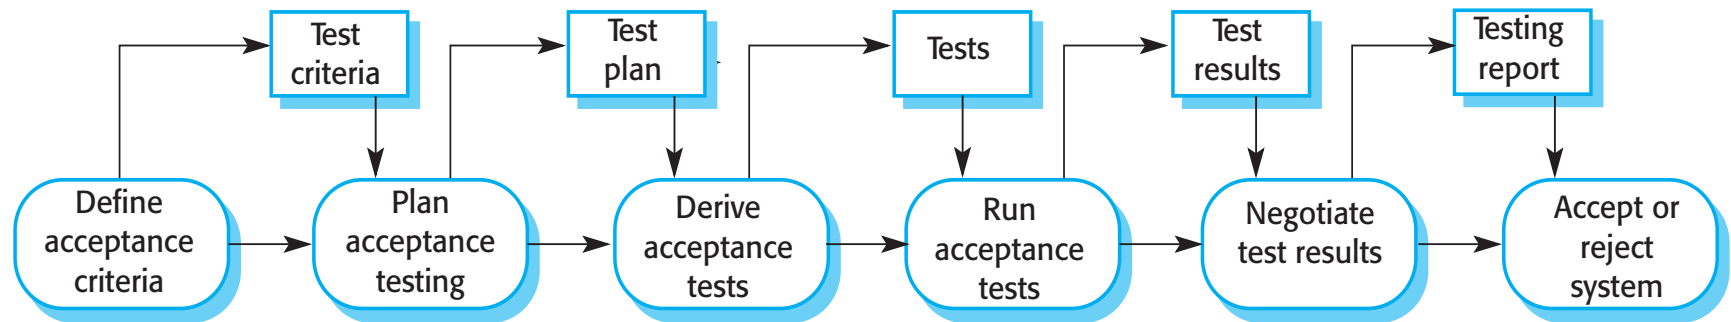 Test
criteria
Test
plan
Tests
Test
results
Testing
report
Define
acceptance
criteria
Plan
acceptance
testing
Derive
acceptance
tests
Run
acceptance
tests
Negotiate
test results
Accept or
reject
system